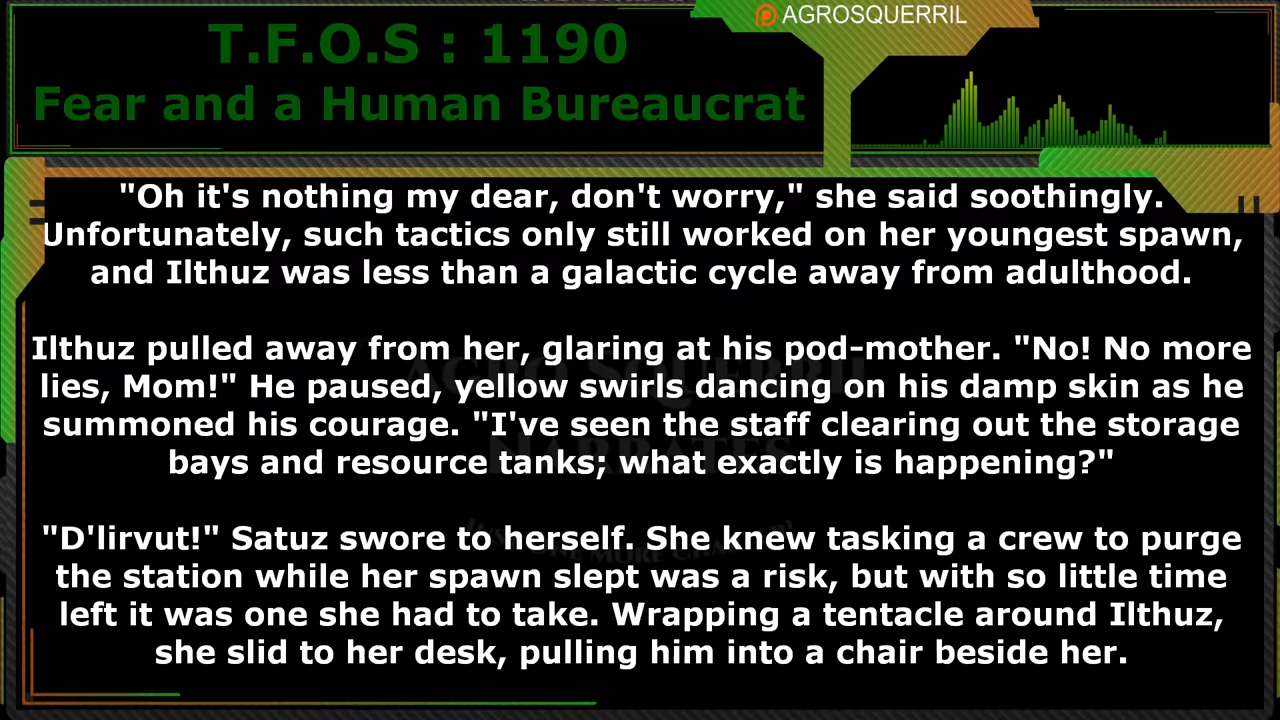 AGROSQUERRIL
T.F.O.S : 1190
Fear and a Human Bureaucrat
"Oh it's nothing my dear, don't worry," she said soothingly.
Unfortunately, such tactics only still worked on her youngest spawn,
and Ilthuz was less than a galactic cycle away from adulthood.
Ilthuz pulled away from her, glaring at his pod-mother. "No! No more
lies, Mom!" He paused, yellow swirls dancing on his damp skin as he
summoned his courage. "I've seen the staff clearing out the storage
bays and resource tanks; what exactly is happening?"
"D'lirvut!" Satuz swore to herself. She knew tasking a crew to purge
the station while her spawn slept was a risk, but with so little time
left it was one she had to take. Wrapping a tentacle around Ilthuz,
she slid to her desk, pulling him into a chair beside her.